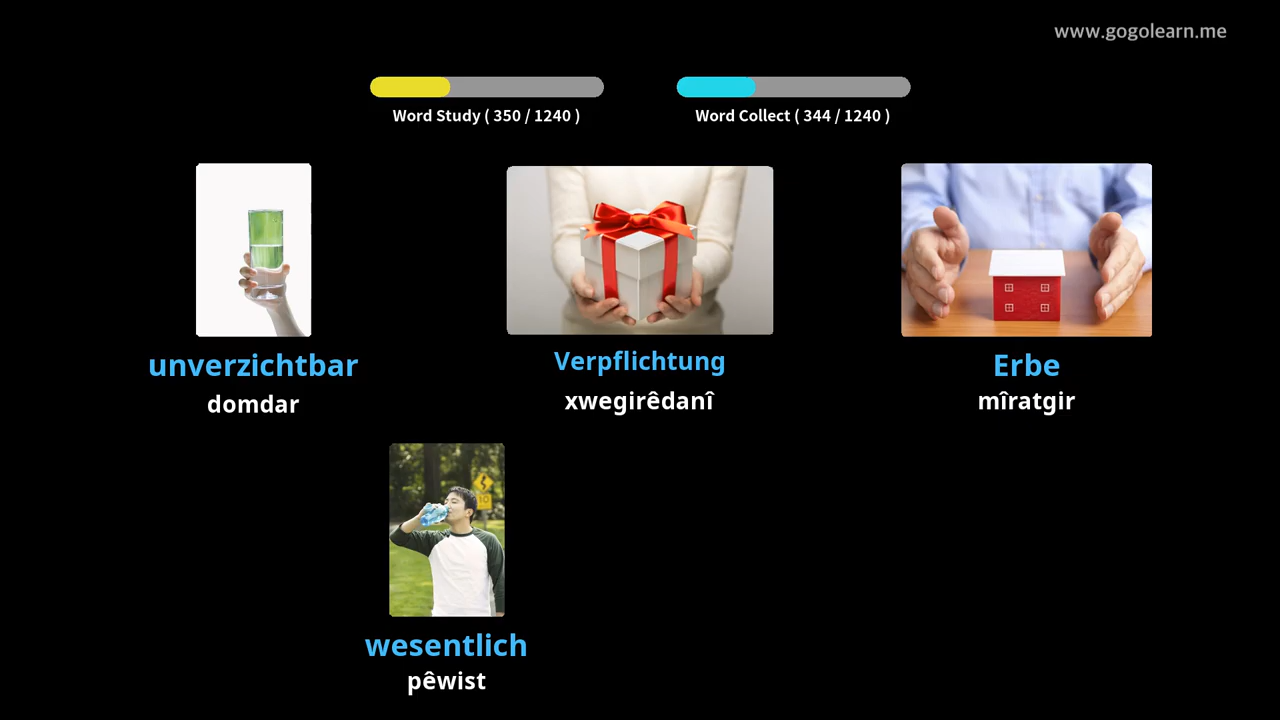 www.gogolearn.me
Word Study ( 350 / 1240 )
Word Collect ( 344 / 1240 )
unverzichtbar
domdar
Verpflichtung
xwegirêdanî
Erbe
mîratgir
wesentlich
pêwist